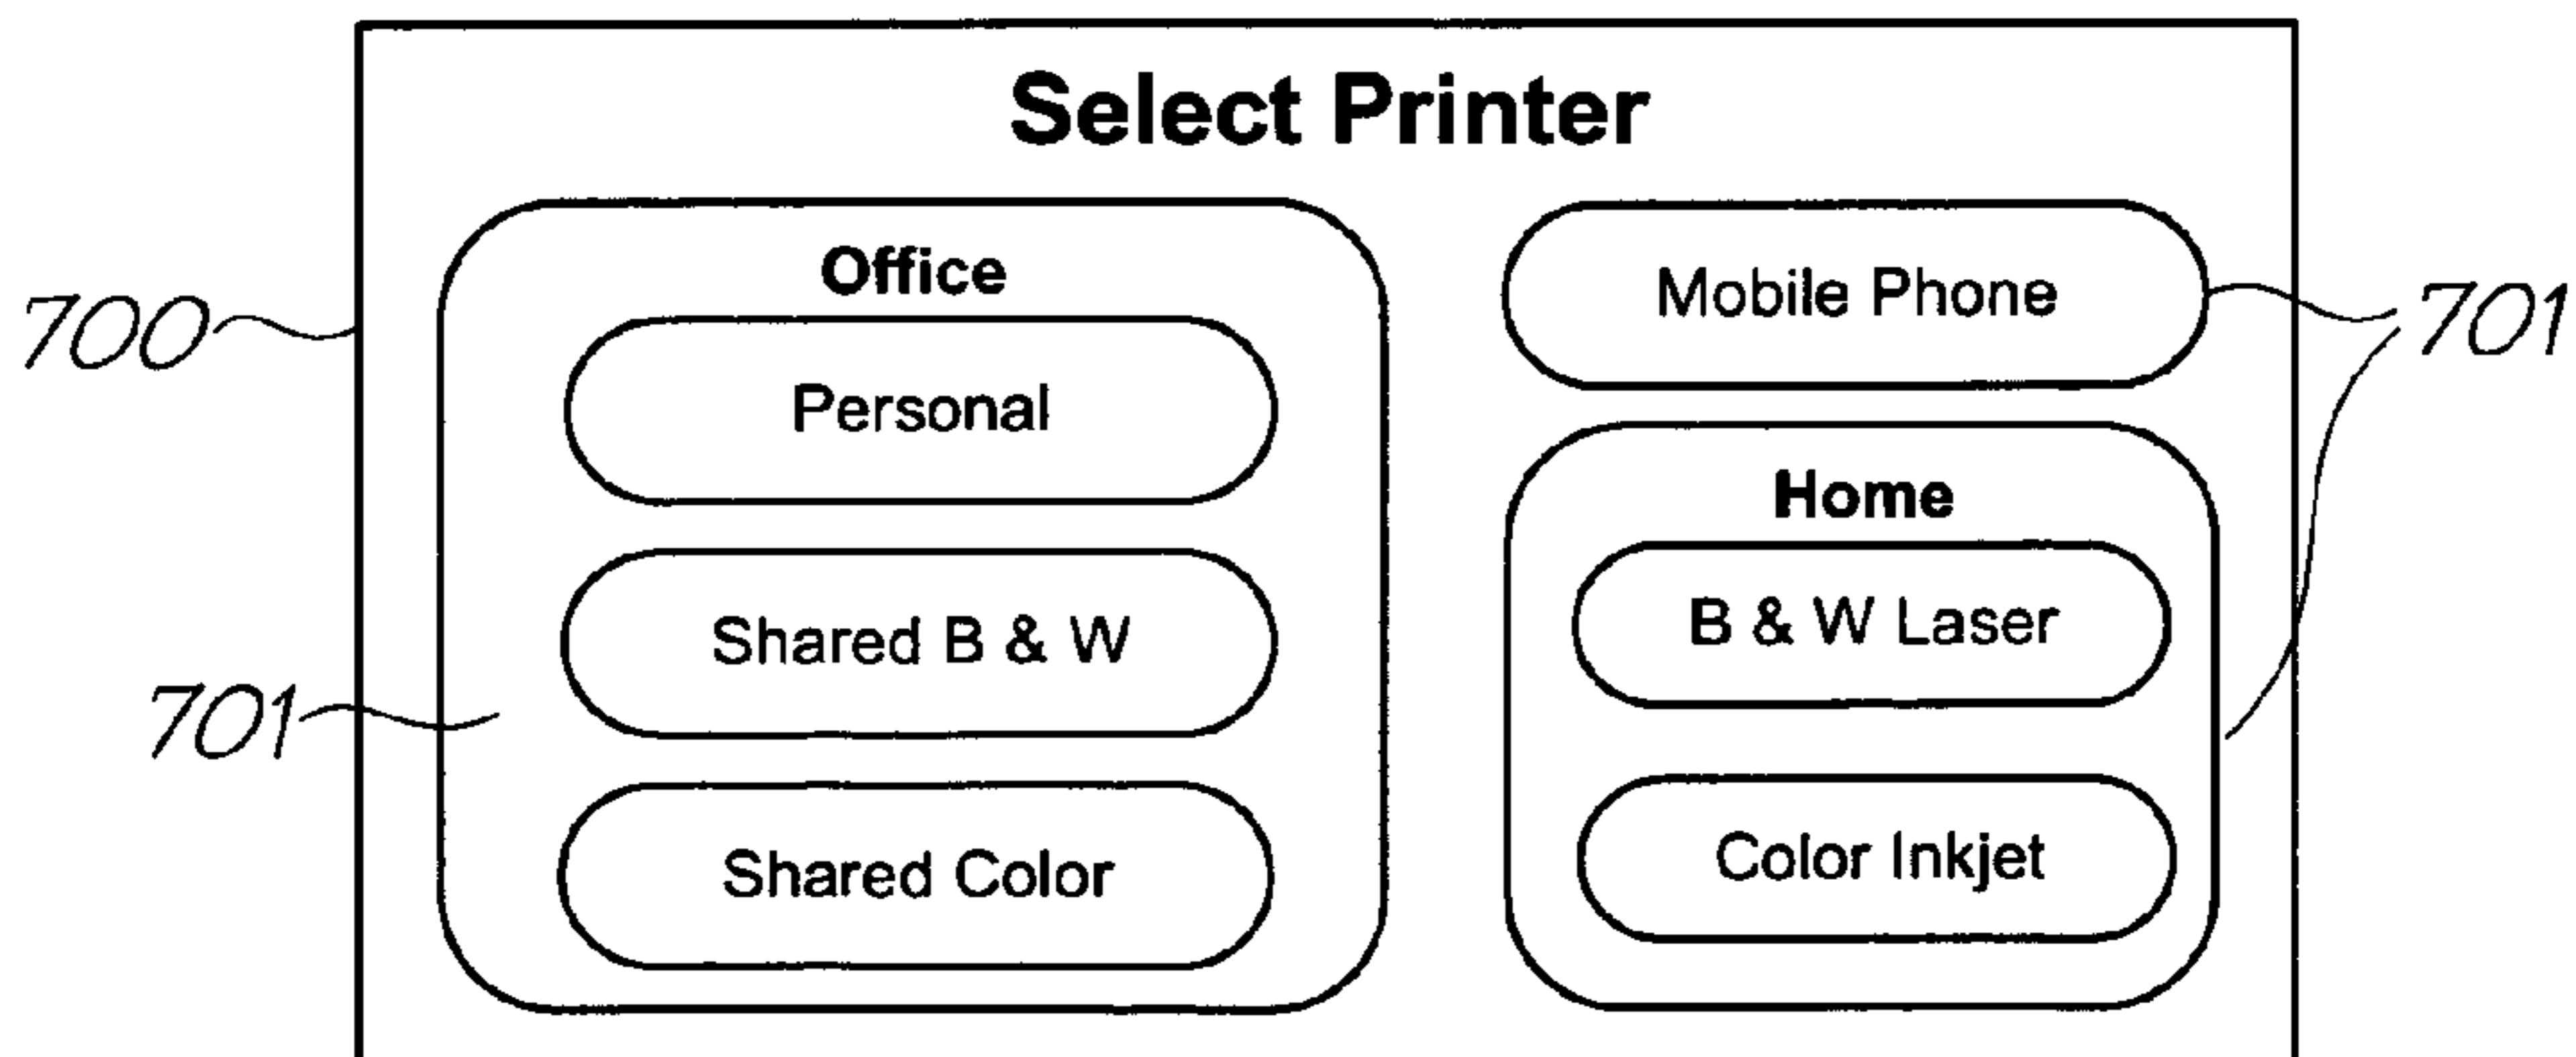 Select Printer
Office
Personal
Shared B & W
Shared Color
Mobile Phone
Home
B & W Laser
Color Inkjet
700
701
701